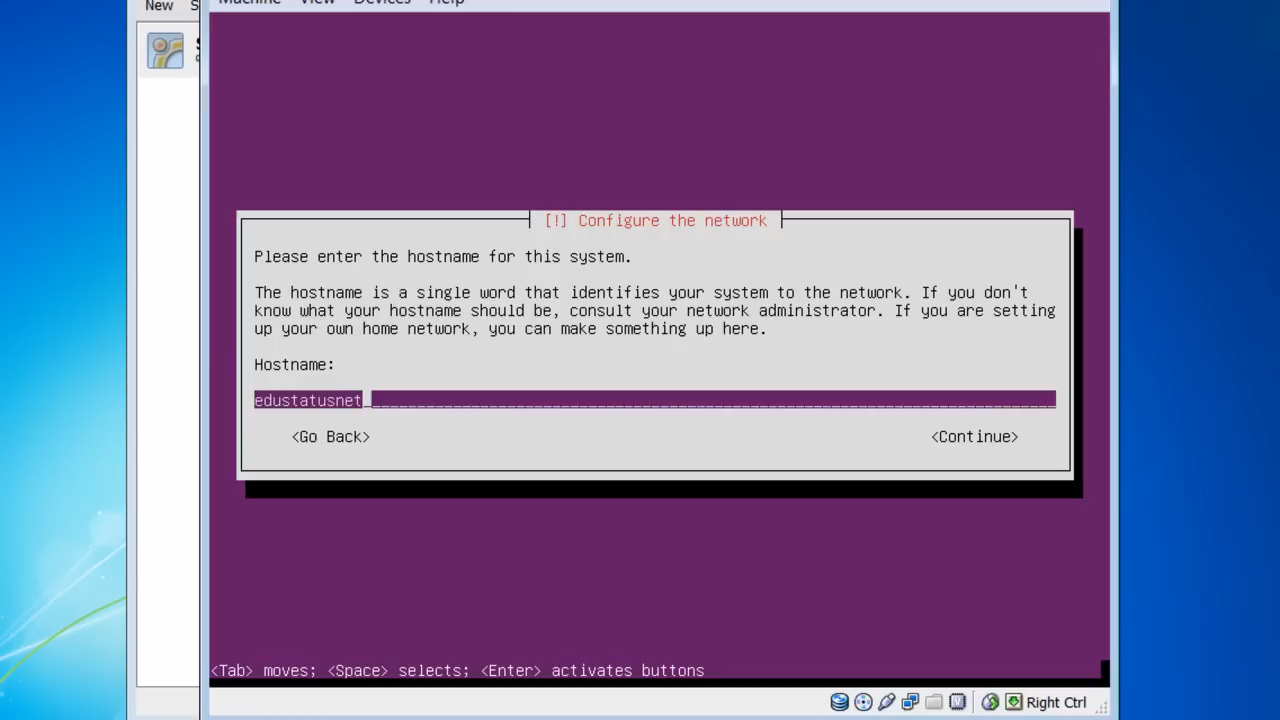 Machine View Devices Help
New
[!] Configure the network
Please enter the hostname for this system.
The hostname is a single word that identifies your system to the network. If you don't
know what your hostname should be, consult your network administrator. If you are setting
up your own home network, you can make something up here.
Hostname:
edustatusnet
<Go Back> <Continue>
<Tab> moves; <Space> selects; <Enter> activates buttons
Right Ctrl